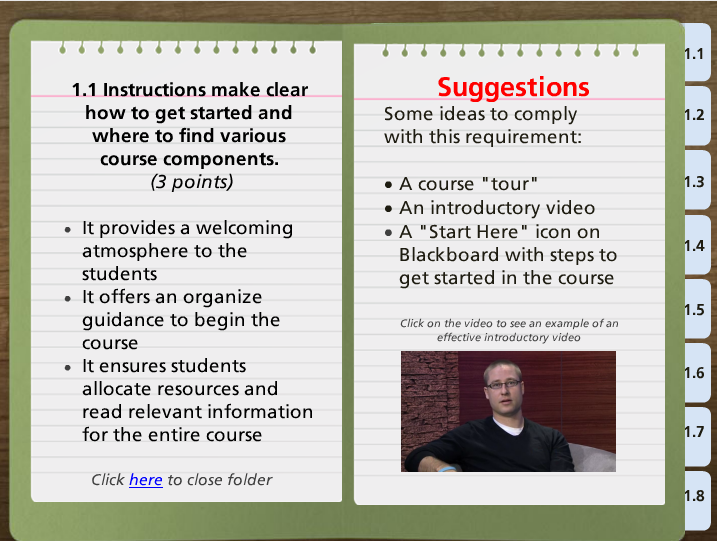 1.1 Instructions make clear
how to get started and
where to find various
course components.
(3 points)
• It provides a welcoming
atmosphere to the
students
• It offers an organize
guidance to begin the
course
• It ensures students
allocate resources and
read relevant information
for the entire course
Click here to close folder
Suggestions
Some ideas to comply
with this requirement:
• A course "tour"
• An introductory video
• A "Start Here" icon on
Blackboard with steps to
get started in the course
Click on the video to see an example of an
effective introductory video
1.1
1.2
1.3
1.4
1.5
1.6
1.7
1.8